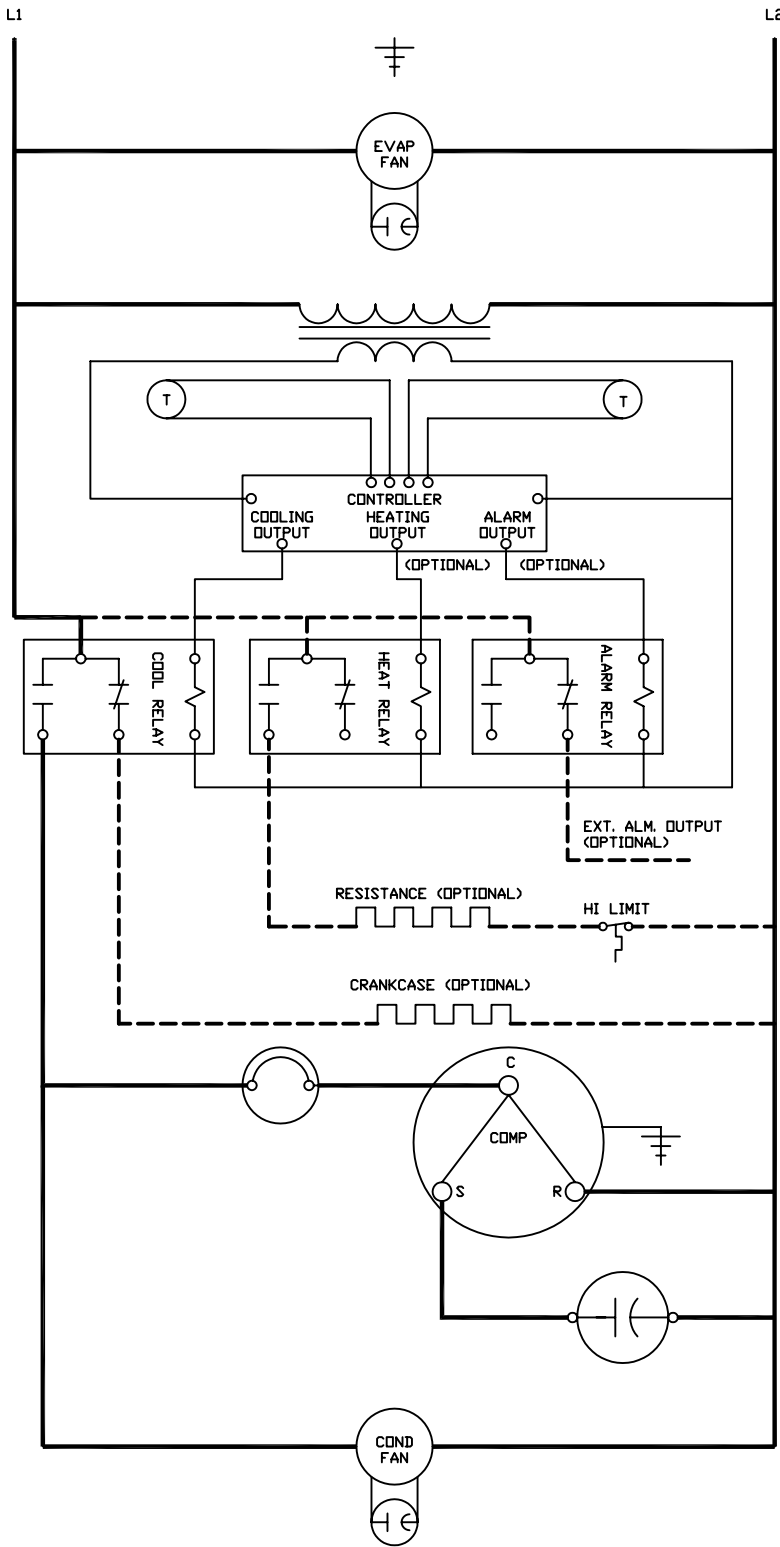 L1
L2
EVAP
FAN
T
T
CONTROLLER
COOLING
OUTPUT
HEATING
OUTPUT
ALARM
OUTPUT
(OPTIONAL)
(OPTIONAL)
COOL RELAY
HEAT RELAY
ALARM RELAY
EXT. ALM. OUTPUT
(OPTIONAL)
RESISTANCE (OPTIONAL)
HI LIMIT
CRANKCASE (OPTIONAL)
C
COMP
S
R
COND
FAN